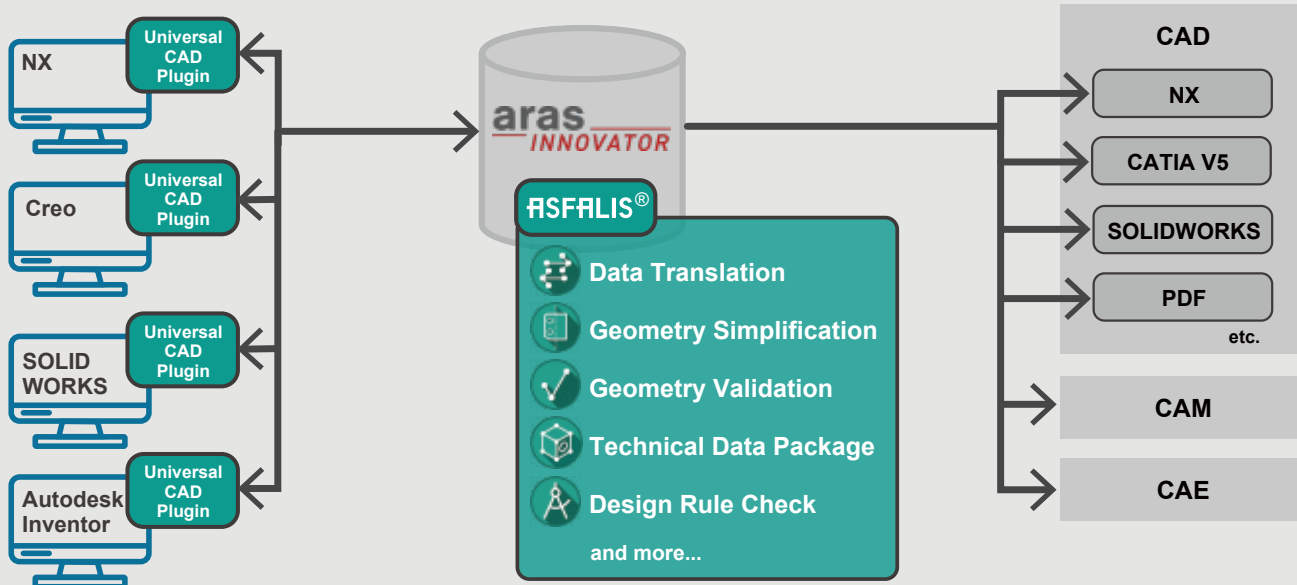 NX
Universal
CAD
Plugin
Creo
Universal
CAD
Plugin
SOLID
WORKS
Universal
CAD
Plugin
Autodesk
Inventor
Universal
CAD
Plugin
aras
INNOVATOR
ASFALIS®
Data Translation
Geometry Simplification
Geometry Validation
Technical Data Package
Design Rule Check
and more...
CAD
NX
CATIA V5
SOLIDWORKS
PDF
etc.
CAM
CAE